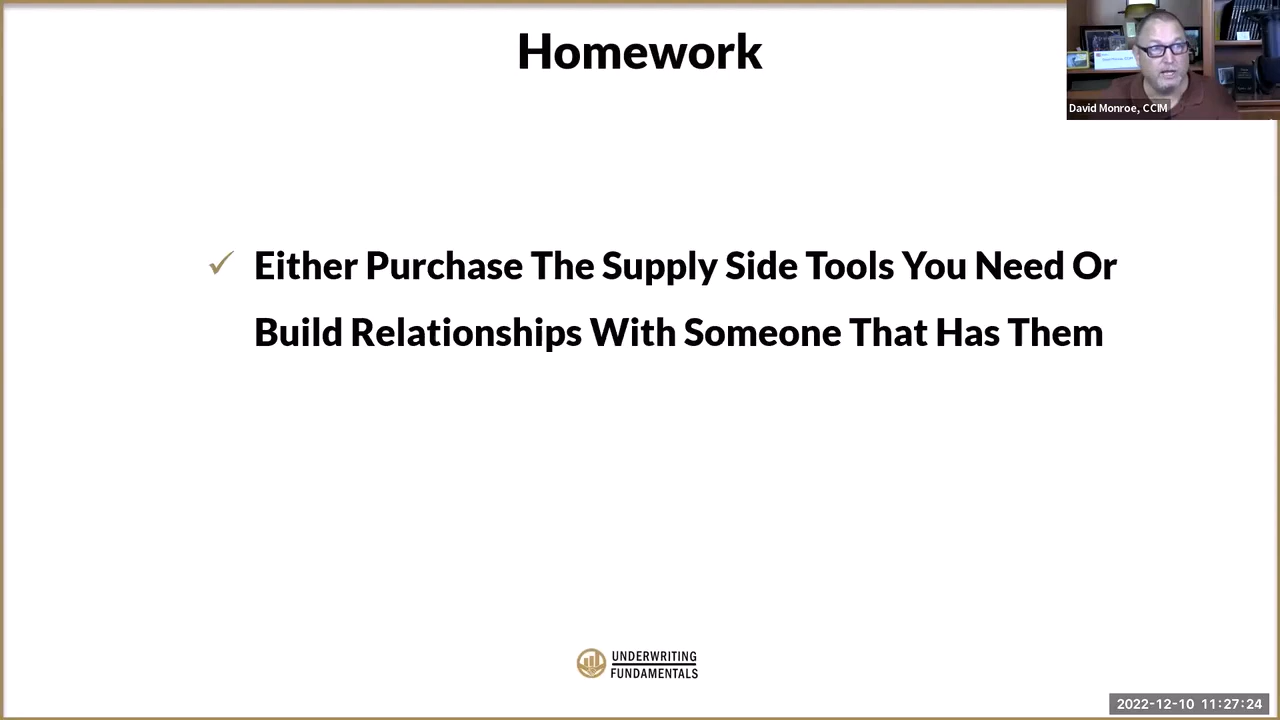 Homework
David Monroe, CCIM
✓ Either Purchase The Supply Side Tools You Need Or
Build Relationships With Someone That Has Them
UNDERWRITING
FUNDAMENTALS
2022-12-10 11:27:24